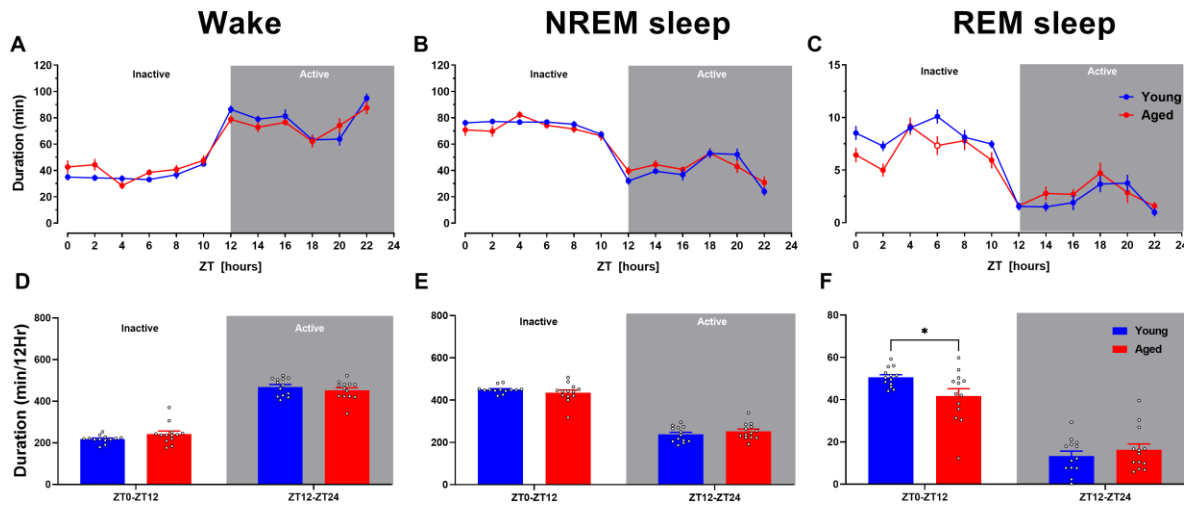 Wake NREM sleep REM sleep
A B C
Duration (min)
120
100
80
60
40
20
0
Inactive Active
0 2 4 6 8 10 12 14 16 18 20 22 24
ZT [hours]
120
100
80
60
40
20
0
Inactive Active
0 2 4 6 8 10 12 14 16 18 20 22 24
ZT [hours]
15
10
5
0
Inactive Active
Young
Aged
0 2 4 6 8 10 12 14 16 18 20 22 24
ZT [hours]
D E F
Duration (min/12Hr)
800
600
400
200
0
Inactive Active
ZT0-ZT12 ZT12-ZT24
800
600
400
200
0
Inactive Active
ZT0-ZT12 ZT12-ZT24
80
60
40
20
0
*
Young
Aged
ZT0-ZT12 ZT12-ZT24